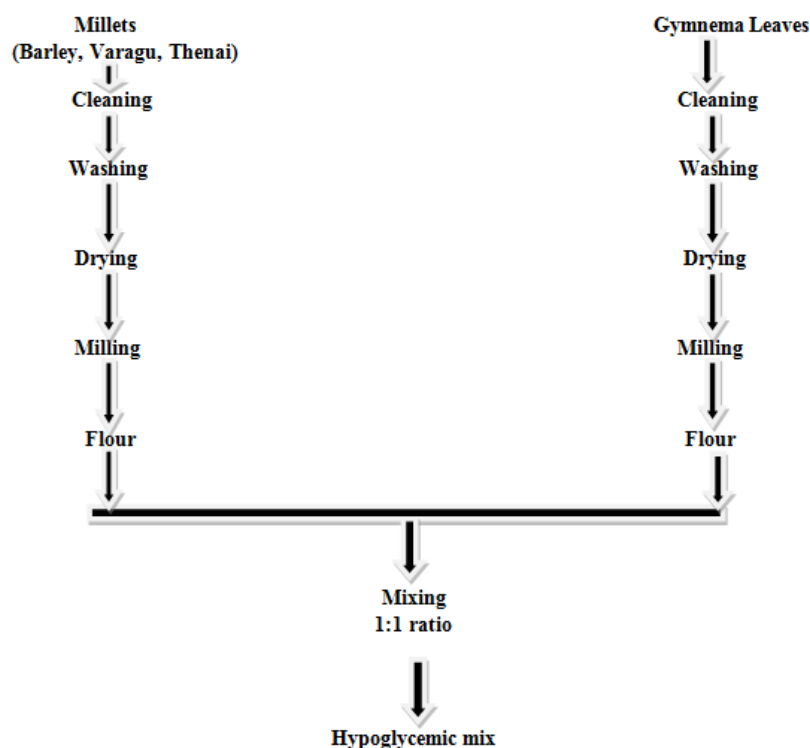 Millets
(Barley, Varagu, Thenai)
Cleaning
Washing
Drying
Milling
Flour
Gymnema Leaves
Cleaning
Washing
Drying
Milling
Flour
Mixing
1:1 ratio
Hypoglycemic mix